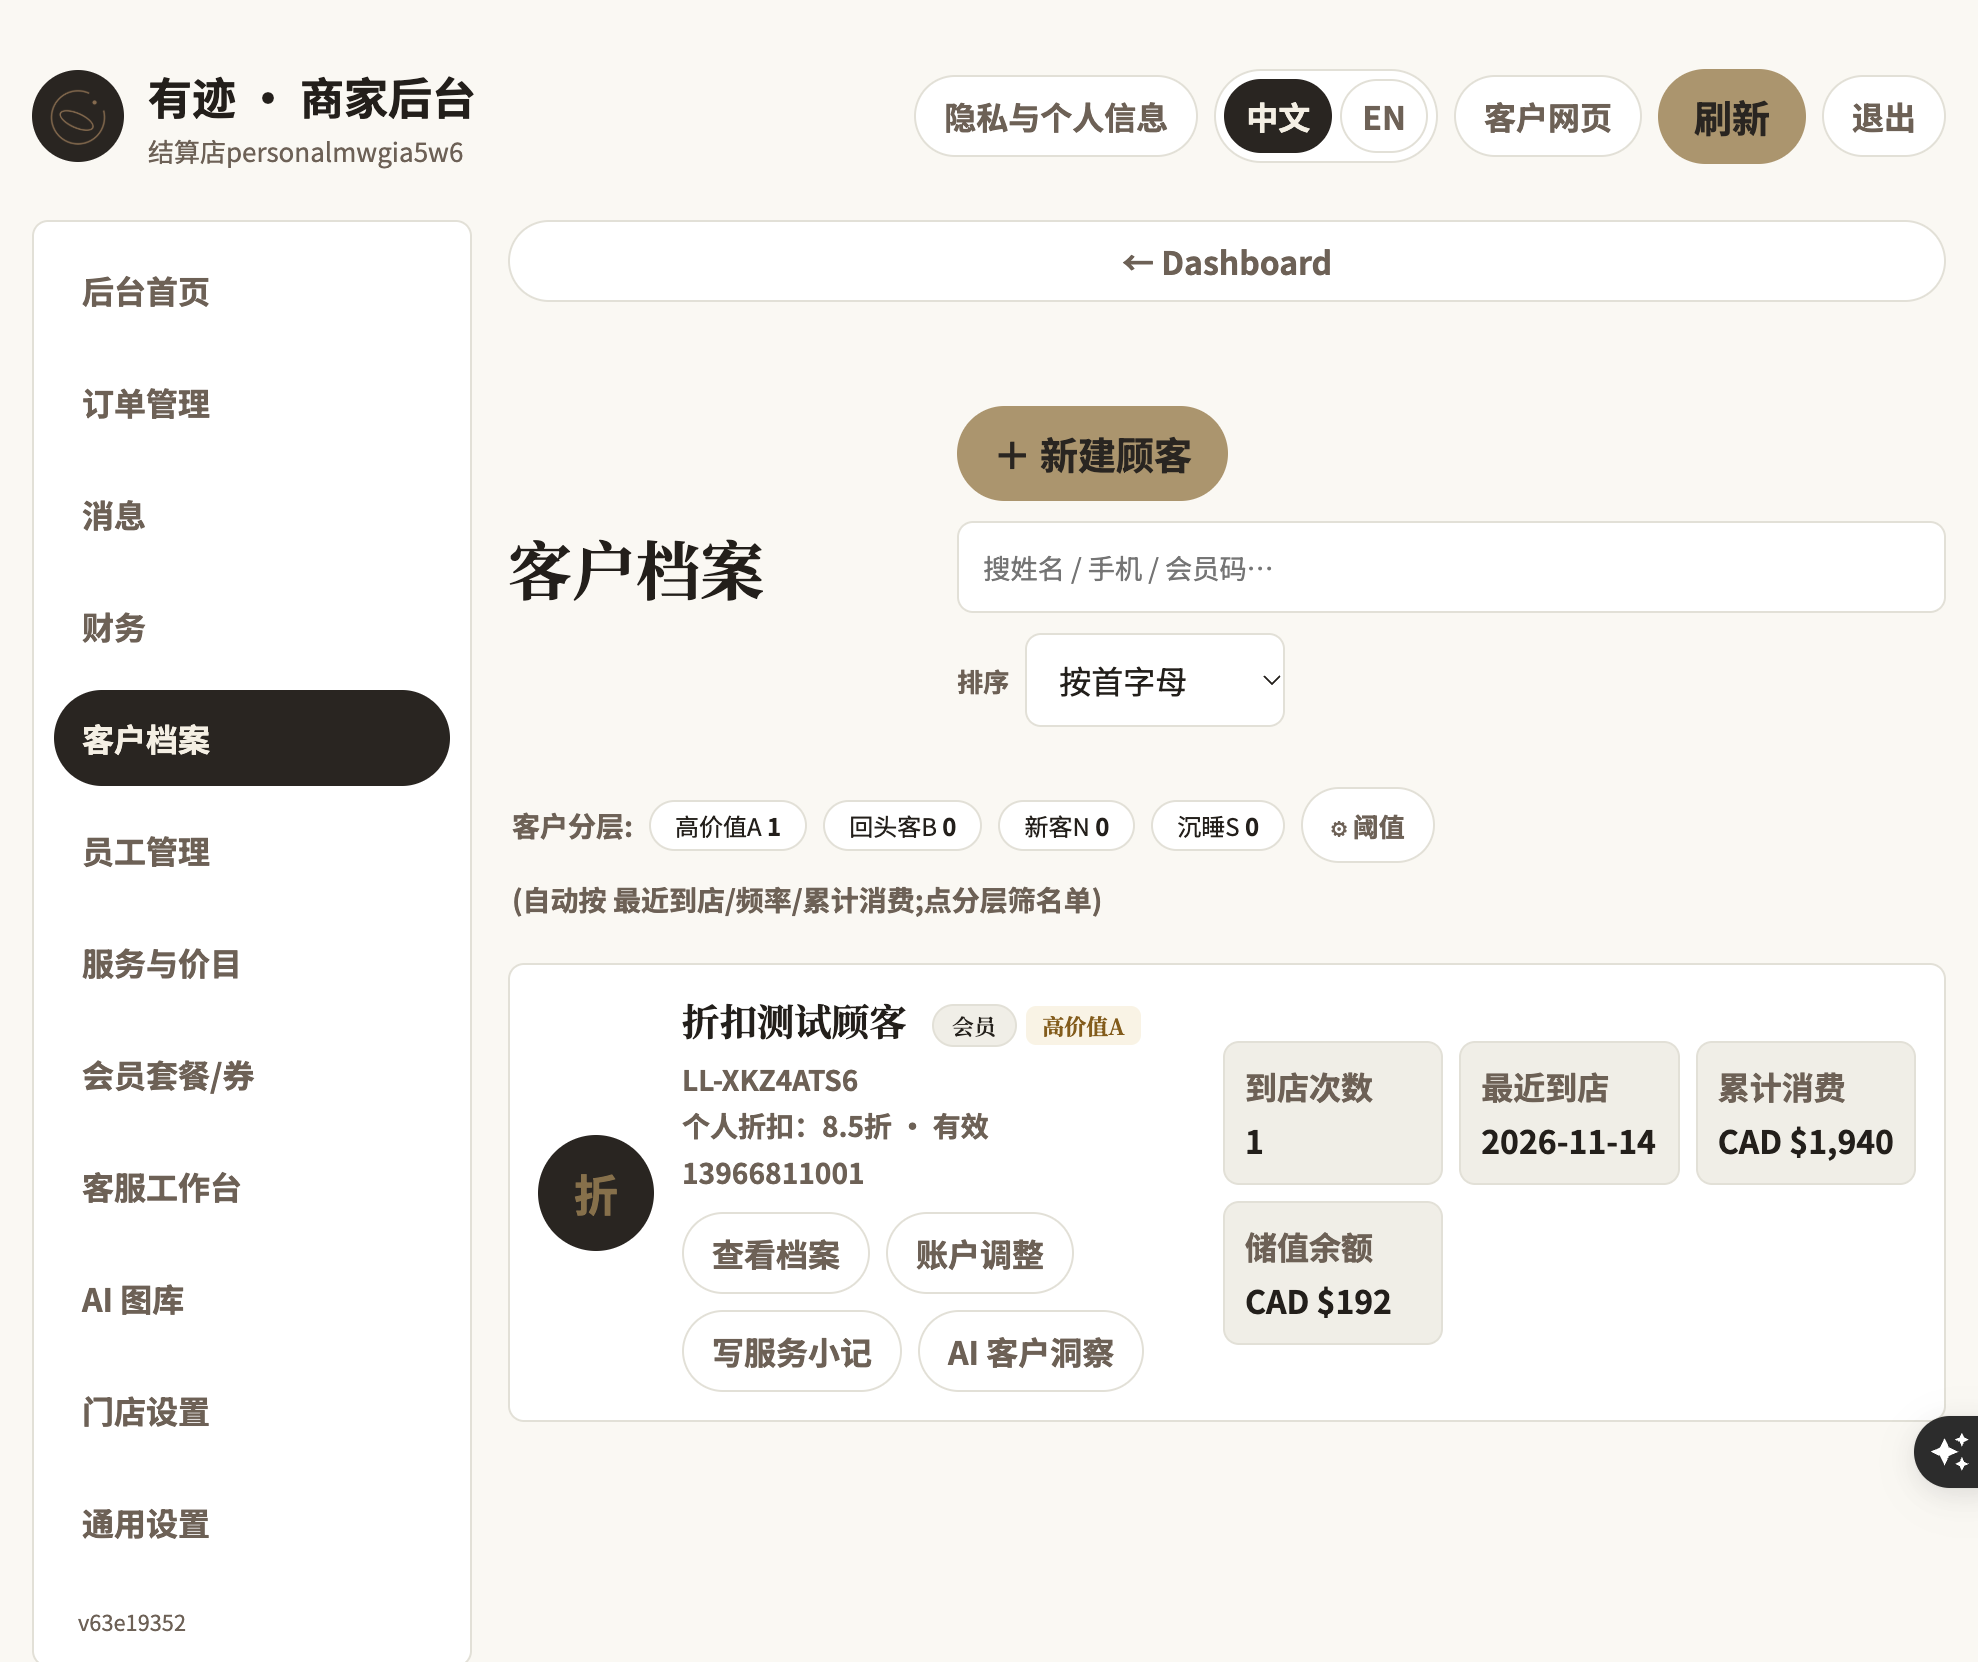 有迹 · 商家后台
结算店personalmwgia5w6
隐私与个人信息
中文
EN
客户网页
刷新
退出
后台首页
订单管理
消息
财务
客户档案
员工管理
服务与价目
会员套餐/券
客服工作台
AI 图库
门店设置
通用设置
v63e19352
← Dashboard
客户档案
＋ 新建顾客
搜姓名 / 手机 / 会员码…
排序
按首字母
客户分层:
高价值A 1
回头客B 0
新客N 0
沉睡S 0
⚙ 阈值
(自动按 最近到店/频率/累计消费;点分层筛名单)
折
折扣测试顾客
会员
高价值A
LL-XKZ4ATS6
个人折扣：8.5折 · 有效
13966811001
查看档案
账户调整
写服务小记
AI 客户洞察
到店次数
1
最近到店
2026-11-14
累计消费
CAD $1,940
储值余额
CAD $192